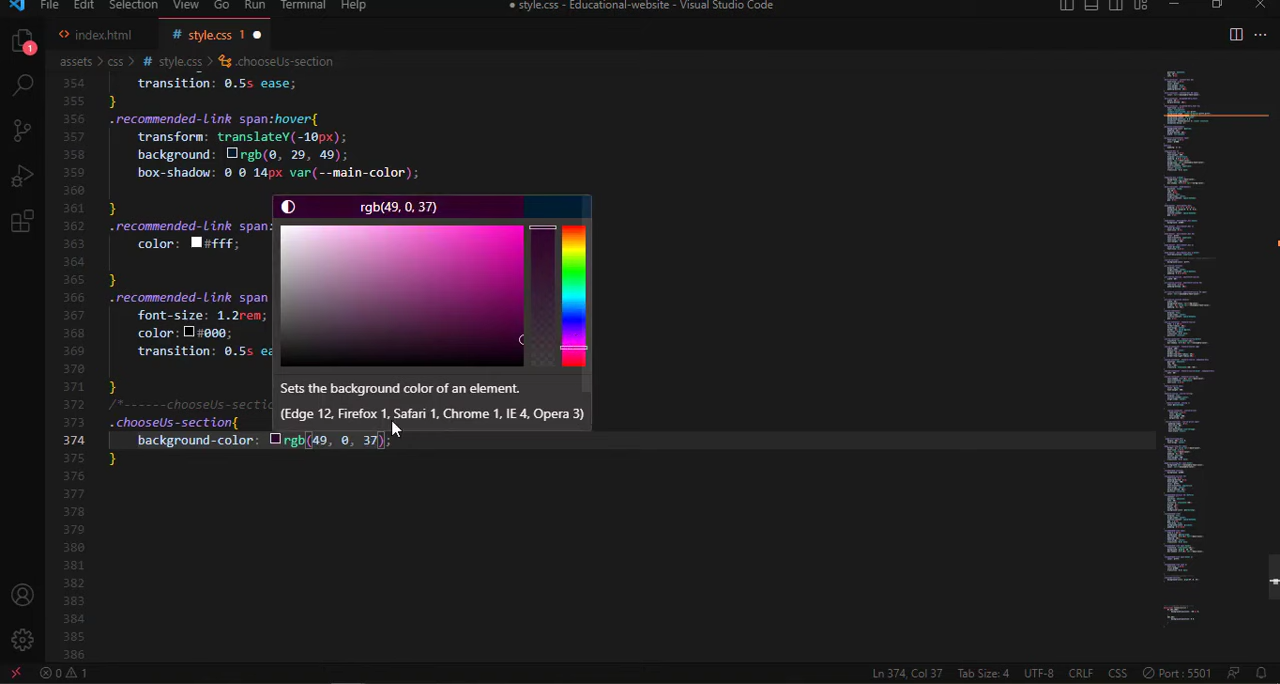 File Edit Selection View Go Run Terminal Help ● style.css - Educational-website - Visual Studio Code
<> index.html # style.css 1 ●
assets > css > # style.css > .chooseUs-section
354 transition: 0.5s ease;
355 }
356 .recommended-link span:hover{
357 transform: translateY(-10px);
358 background: rgb(0, 29, 49);
359 box-shadow: 0 0 14px var(--main-color);
360
361 }
362 .recommended-link span:
363 color: #fff;
364
365 }
366 .recommended-link span
367 font-size: 1.2rem;
368 color: #000;
369 transition: 0.5s ea
370
371 }
372 /*------chooseUs-sectio
373 .chooseUs-section{
374 background-color: rgb(49, 0, 37);
375 }
376
377
378
379
380
381
382
383
384
385
386
rgb(49, 0, 37)
Sets the background color of an element.
(Edge 12, Firefox 1, Safari 1, Chrome 1, IE 4, Opera 3)
1
0 1 Ln 374, Col 37 Tab Size: 4 UTF-8 CRLF CSS Port : 5501